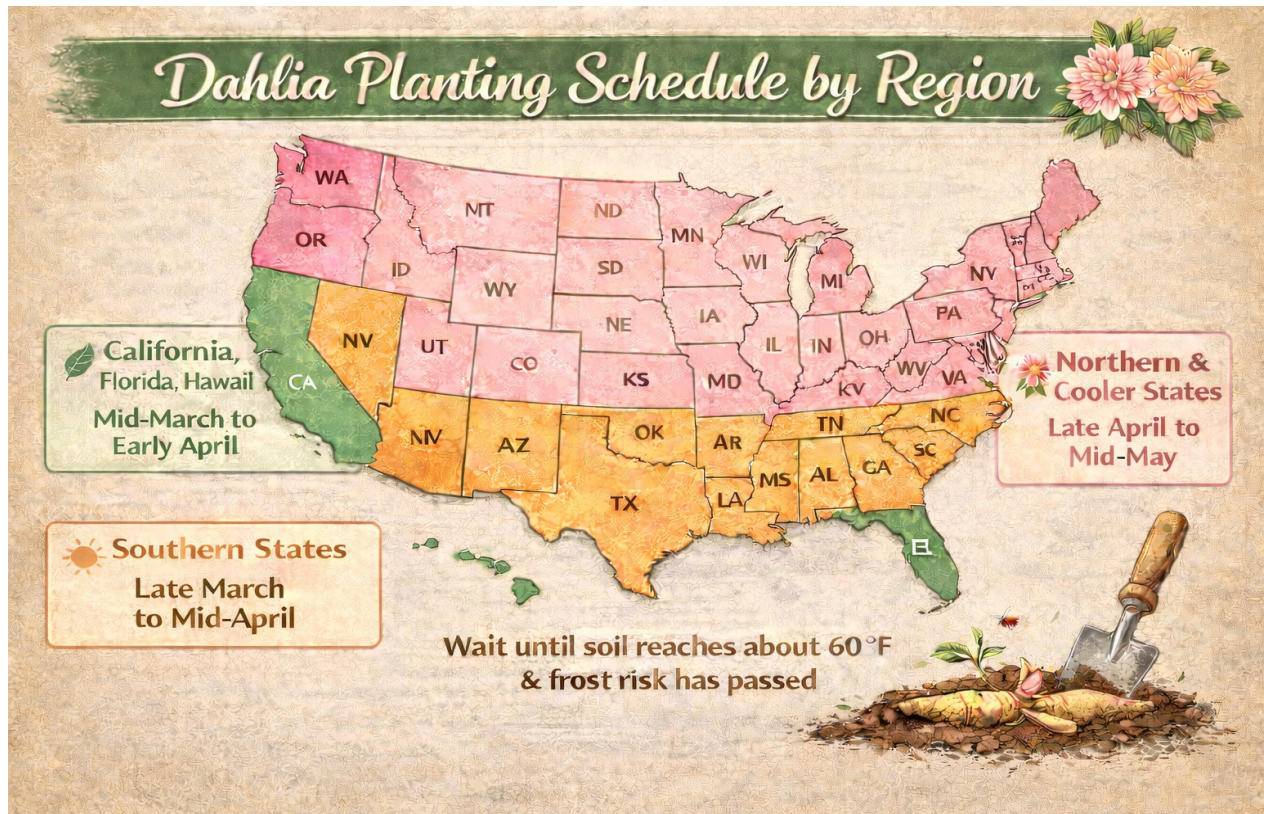 Dahlia Planting Schedule by Region
WA
MT
ND
MN
OR
ID
SD
WI
MI
NY
WY
NE
IA
PA
NV
UT
CO
IL
IN
OH
CA
KS
MD
WV
VA
KV
TN
NC
AZ
OK
AR
SC
TX
MS
AL
GA
LA
California,
Florida, Hawaii
Mid-March to
Early April
Northern &
Cooler States
Late April to
Mid-May
Southern States
Late March
to Mid-April
Wait until soil reaches about 60°F
& frost risk has passed